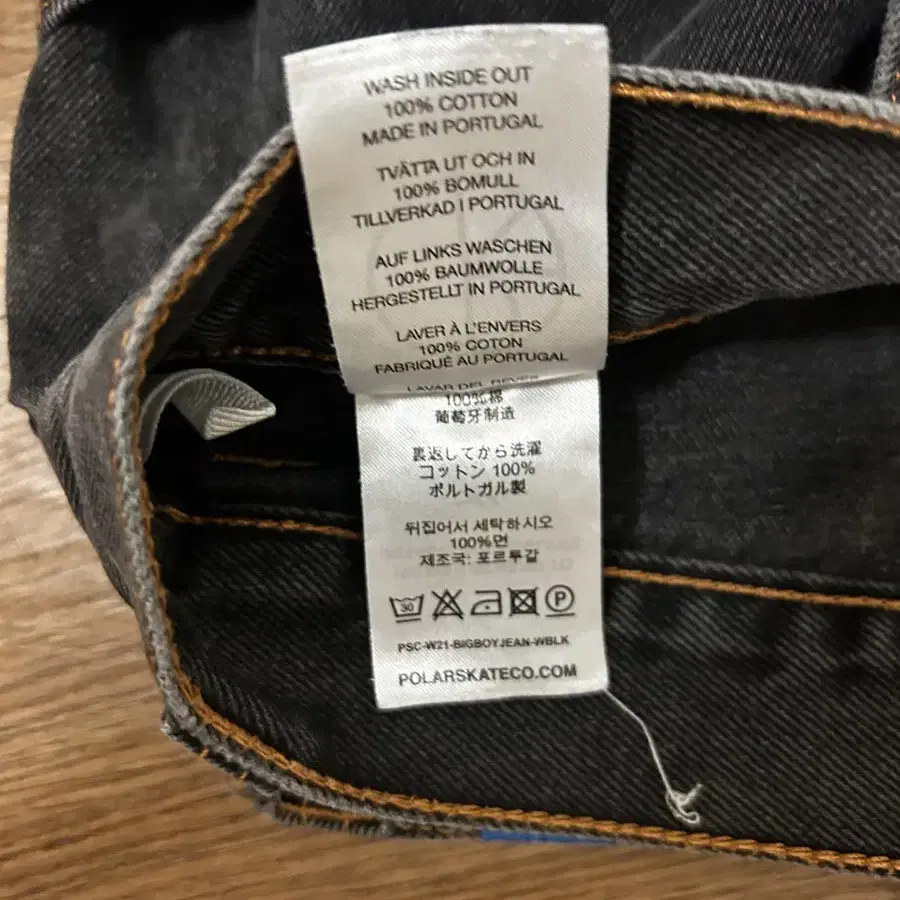 WASH INSIDE OUT
100% COTTON
MADE IN PORTUGAL
TVÄTTA UT OCH IN
100% BOMULL
TILLVERKAD I PORTUGAL
AUF LINKS WASCHEN
100% BAUMWOLLE
HERGESTELLT IN PORTUGAL
LAVER À L'ENVERS
100% COTON
FABRIQUÉ AU PORTUGAL
LAVAR DEL REVES
100%棉
葡萄牙制造
裏返してから洗濯
コットン 100%
ポルトガル製
뒤집어서 세탁하시오
100%면
제조국: 포르투갈
30
P
PSC-W21-BIGBOYJEAN-WBLK
POLARSKATECO.COM